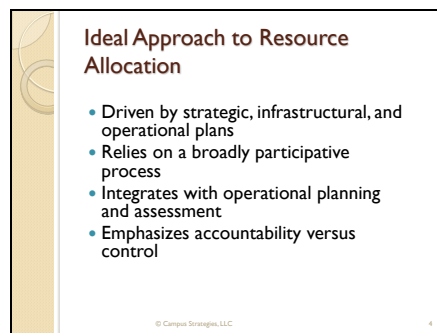 Ideal Approach to Resource
Allocation
• Driven by strategic, infrastructural, and
operational plans
• Relies on a broadly participative
process
• Integrates with operational planning
and assessment
• Emphasizes accountability versus
control
© Campus Strategies, LLC
4